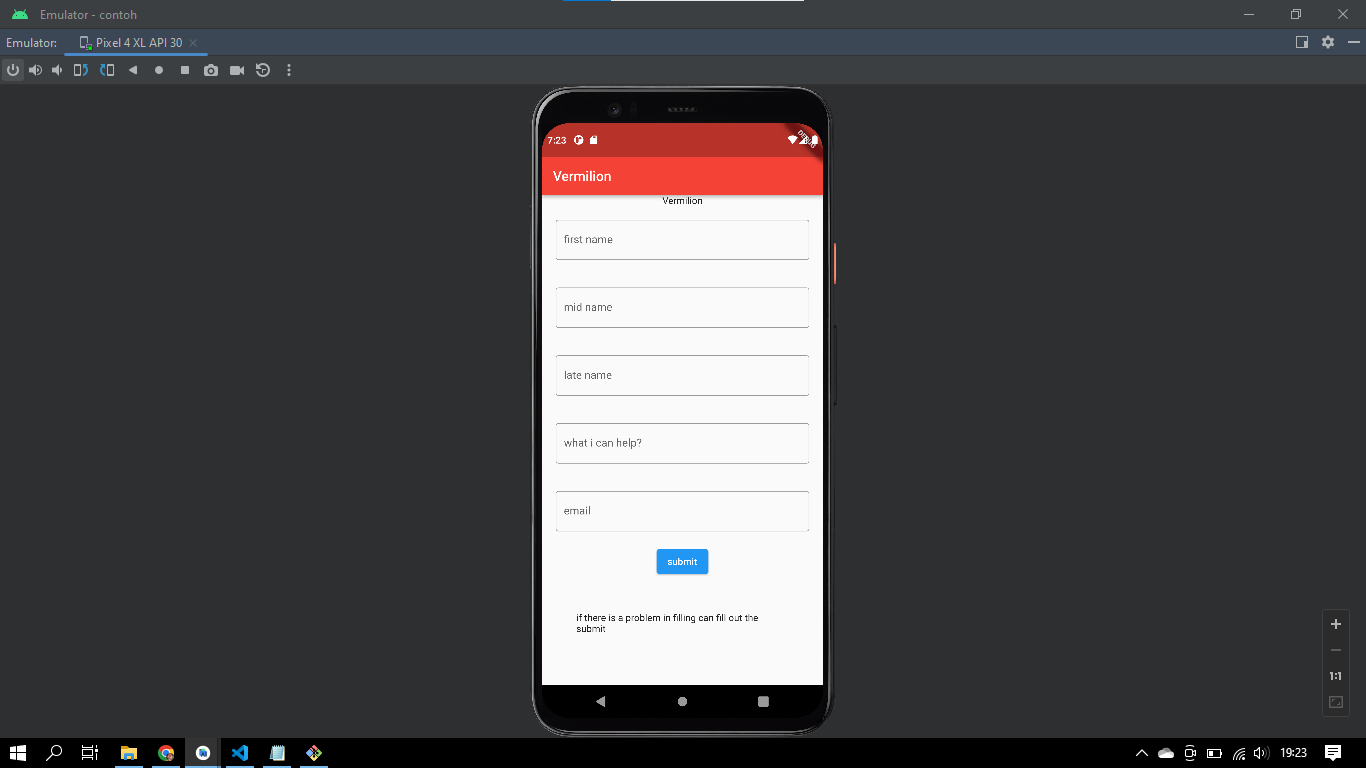 Emulator - contoh
Emulator: Pixel 4 XL API 30
7:23
DEBUG
Vermilion
Vermilion
first name
mid name
late name
what i can help?
email
submit
if there is a problem in filling can fill out the
submit
1:1
19:23